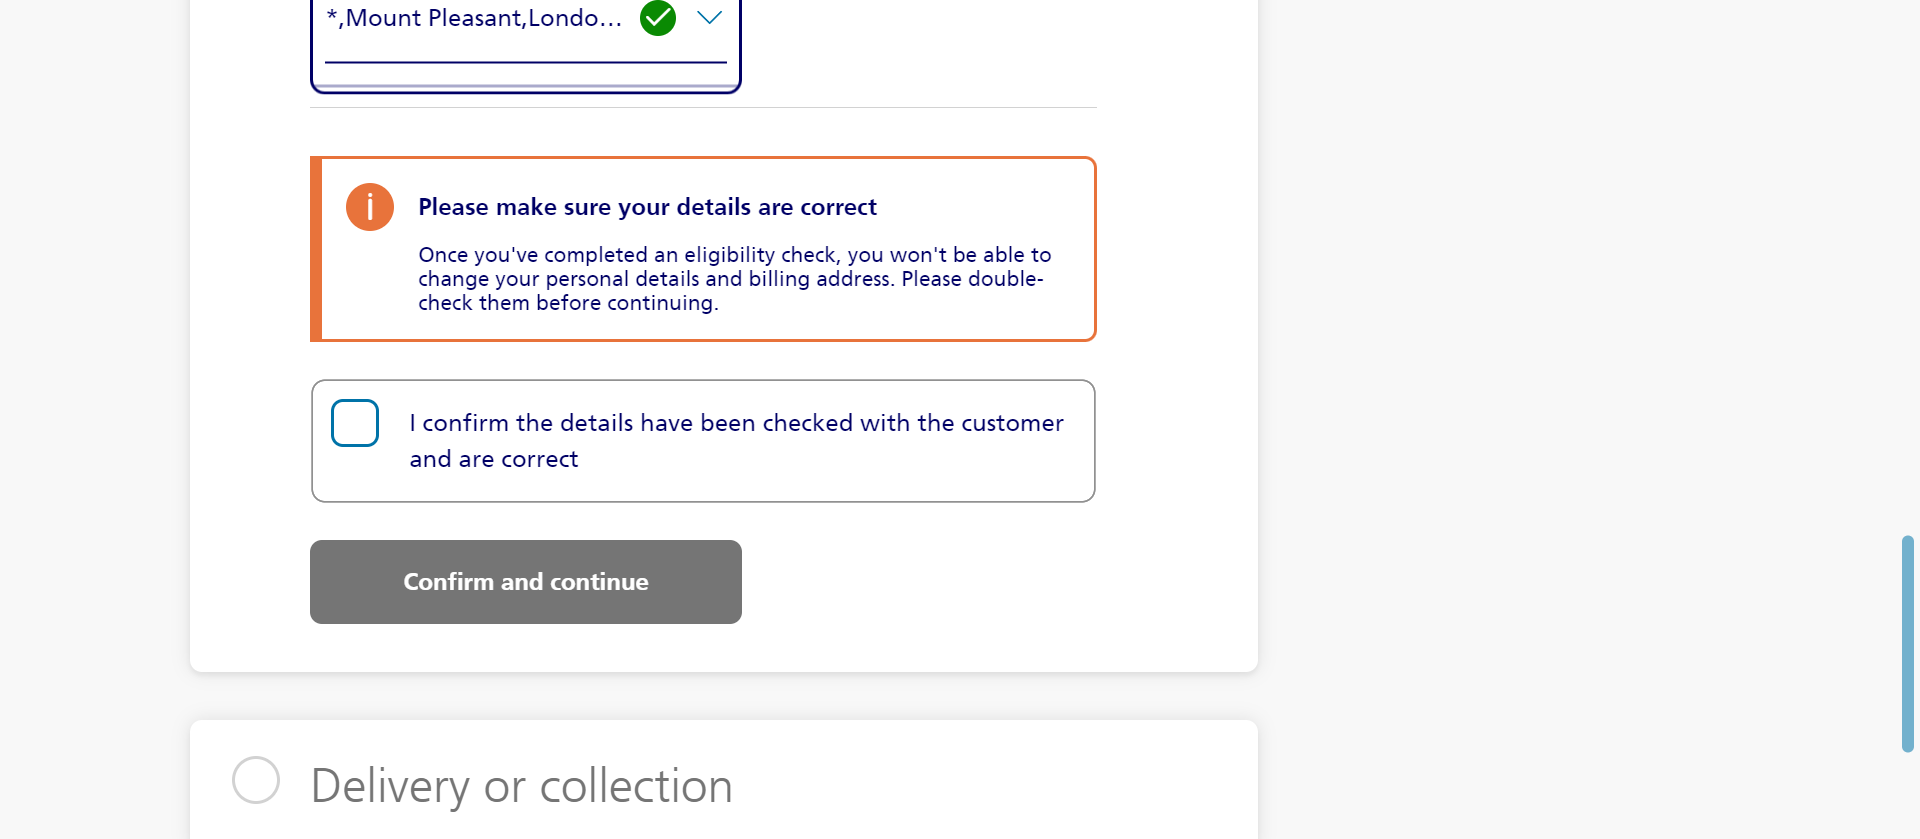 *,Mount Pleasant,Londo...
Please make sure your details are correct
Once you've completed an eligibility check, you won't be able to
change your personal details and billing address. Please double-
check them before continuing.
I confirm the details have been checked with the customer
and are correct
Confirm and continue
Delivery or collection